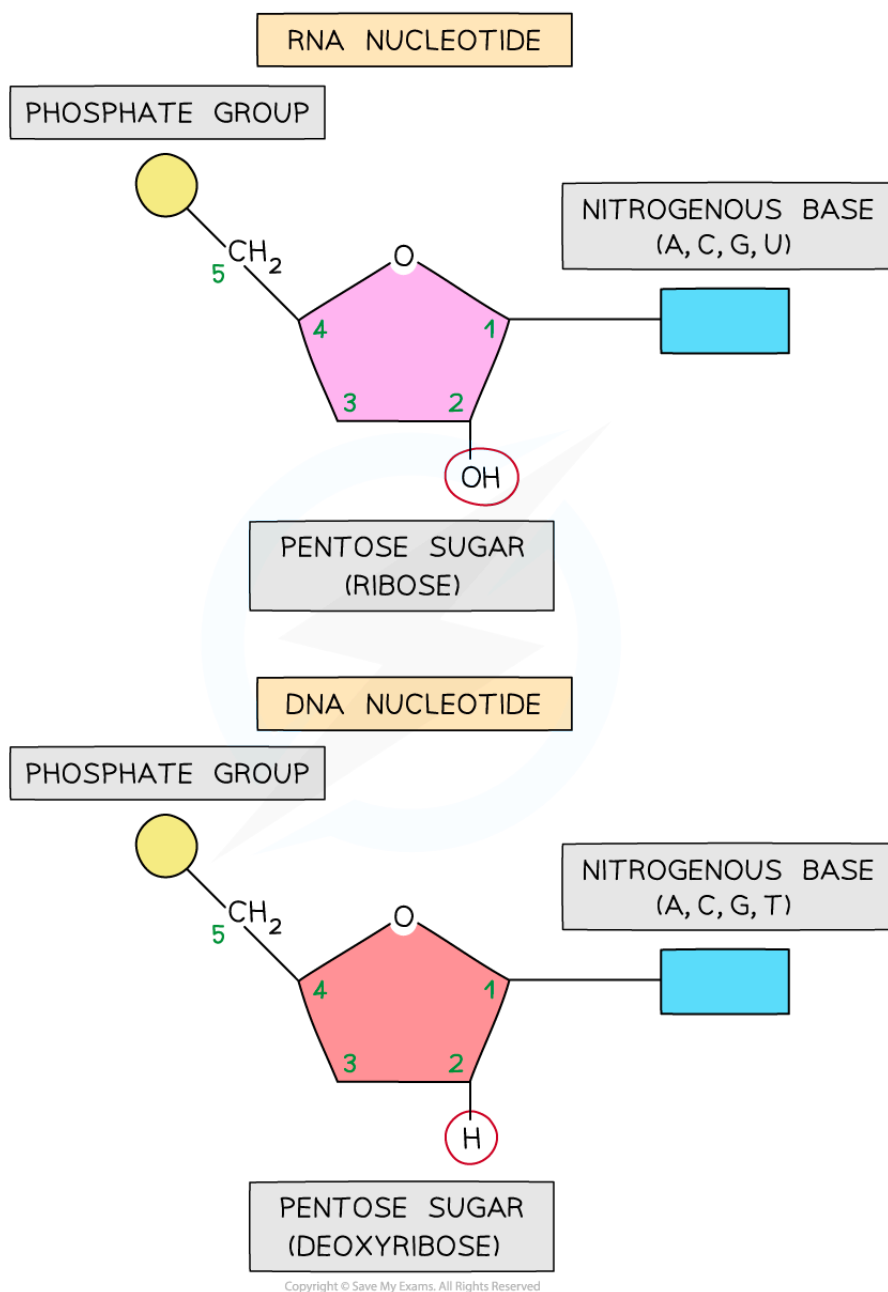 RNA NUCLEOTIDE
PHOSPHATE GROUP
NITROGENOUS BASE
(A, C, G, U)
O
CH₂
5
4
1
3
2
OH
PENTOSE SUGAR
(RIBOSE)
DNA NUCLEOTIDE
PHOSPHATE GROUP
NITROGENOUS BASE
(A, C, G, T)
O
CH₂
5
4
1
3
2
H
PENTOSE SUGAR
(DEOXYRIBOSE)
Copyright © Save My Exams. All Rights Reserved